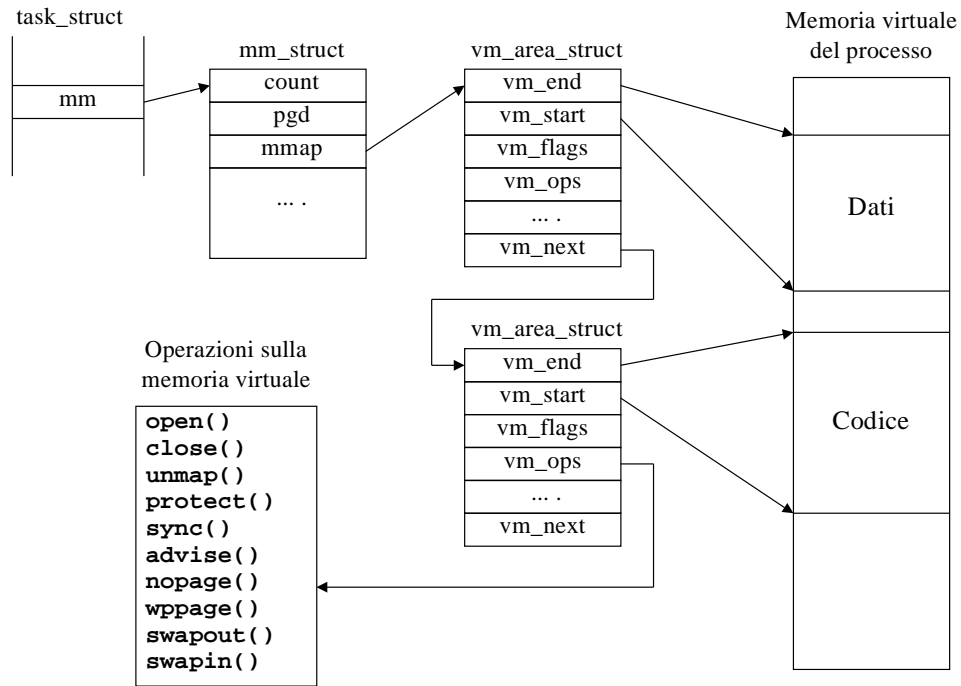 task_struct
mm
mm_struct
count
pgd
mmap
... .
vm_area_struct
vm_end
vm_start
vm_flags
vm_ops
... .
vm_next
Memoria virtuale
del processo
Dati
Codice
vm_area_struct
vm_end
vm_start
vm_flags
vm_ops
... .
vm_next
Operazioni sulla
memoria virtuale
open()
close()
unmap()
protect()
sync()
advise()
nopage()
wppage()
swapout()
swapin()